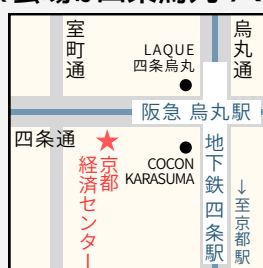 室町通
烏丸通
LAQUE
四条烏丸
阪急 烏丸駅
四条通
京都
経済センター
COCON
KARASUMA
地下鉄 四条駅
↓至京都駅